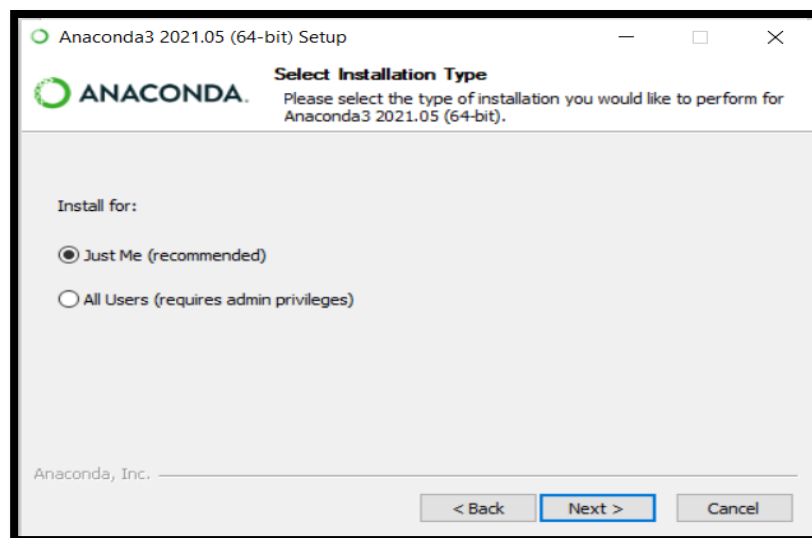 Anaconda3 2021.05 (64-bit) Setup
ANACONDA.
Select Installation Type
Please select the type of installation you would like to perform for
Anaconda3 2021.05 (64-bit).
Install for:
Just Me (recommended)
All Users (requires admin privileges)
Anaconda, Inc.
< Back
Next >
Cancel